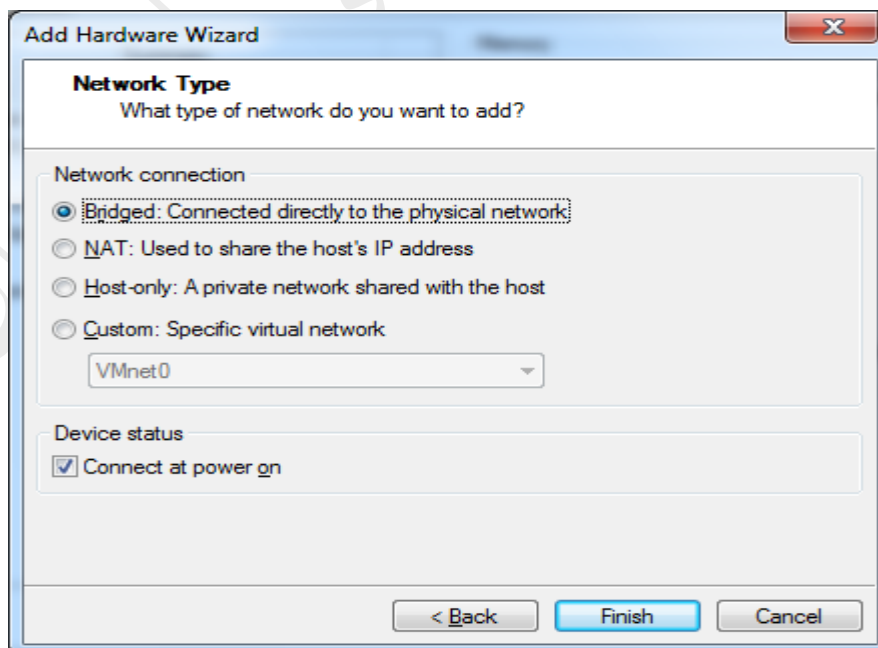 Add Hardware Wizard
Network Type
What type of network do you want to add?
Network connection
Bridged: Connected directly to the physical network
NAT: Used to share the host's IP address
Host-only: A private network shared with the host
Custom: Specific virtual network
VMnet0
Device status
Connect at power on
< Back Finish Cancel